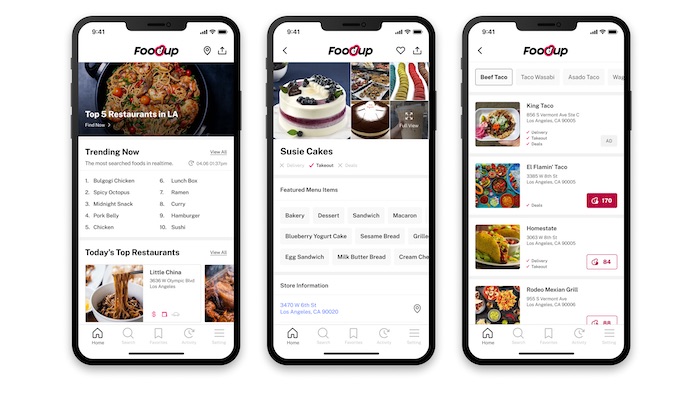 9:41
Foodup
Top 5 Restaurants in LA
Find Now >
Trending Now
View All
The most searched foods in realtime.
04.06 01:37pm
1. Bulgogi Chicken
2. Spicy Octopus
3. Midnight Snack
4. Pork Belly
5. Chicken
6. Lunch Box
7. Ramen
8. Curry
9. Hamburger
10. Sushi
Today's Top Restaurants
View All
Little China
3636 W Olympic Blvd
Los Angeles
Home
Search
Favorites
Activity
Setting
9:41
Foodup
Full View
Susie Cakes
Delivery Takeout Deals
Featured Menu Items
Bakery Dessert Sandwich Macaron
Blueberry Yogurt Cake Sesame Bread Grille
Egg Sandwich Milk Butter Bread Cream Che
Store Information
3470 W 6th St
Los Angeles, CA 90020
Home
Search
Favorites
Activity
Setting
9:41
Foodup
Beef Taco Taco Wasabi Asado Taco Wag
King Taco
856 S Vermont Ave Ste C
Los Angeles, CA 90005
Delivery
Takeout
Deals
AD
El Flamin' Taco
3385 W 8th St
Los Angeles, CA 90005
Deals
170
Homestate
3063 W 8th St
Los Angeles, CA 90005
Delivery
Takeout
84
Rodeo Mexian Grill
955 S Vermont Ave
Los Angeles, CA 90006
88
Home
Search
Favorites
Activity
Setting